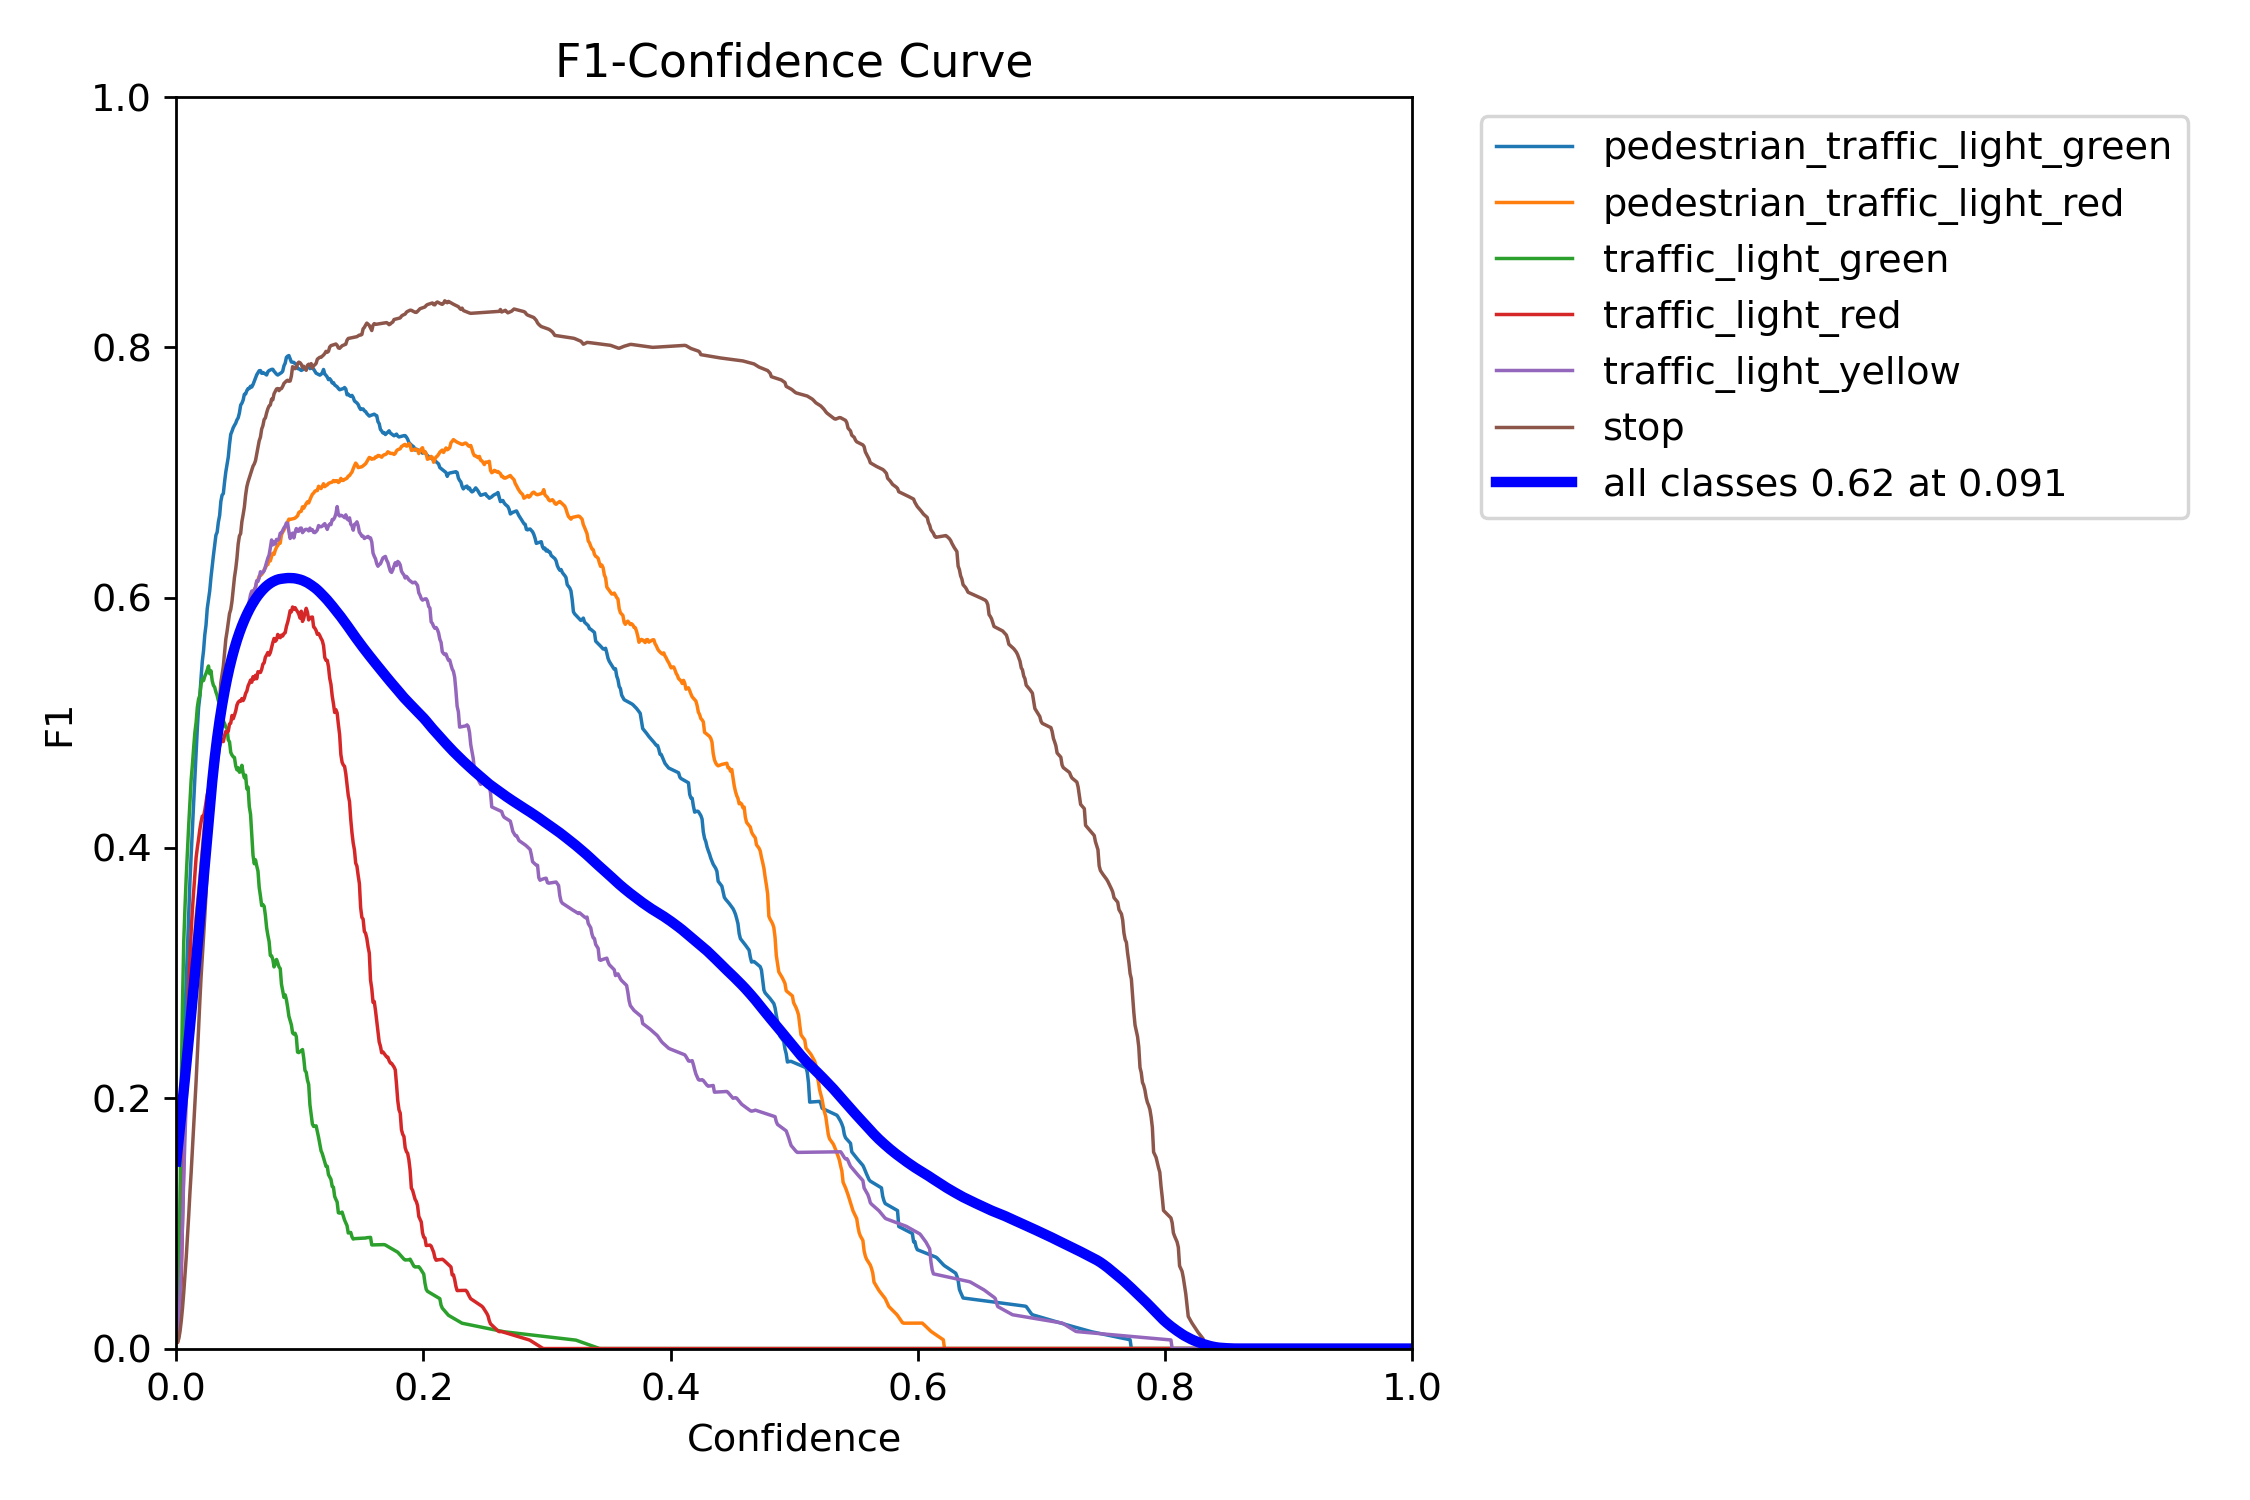 F1-Confidence Curve
1.0
0.8
0.6
0.4
0.2
0.0
F1
0.0 0.2 0.4 0.6 0.8 1.0
Confidence
pedestrian_traffic_light_green
pedestrian_traffic_light_red
traffic_light_green
traffic_light_red
traffic_light_yellow
stop
all classes 0.62 at 0.091